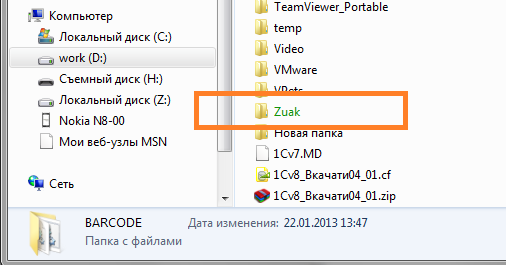 Компьютер
Локальный диск (C:)
work (D:)
Съемный диск (H:)
Локальный диск (Z:)
Nokia N8-00
Мои веб-узлы MSN
Сеть
TeamViewer_Portable
temp
Video
VMware
Zuak
Новая папка
1Cv7.MD
1Cv8_Вкачати04_01.cf
1Cv8_Вкачати04_01.zip
BARCODE Дата изменения: 22.01.2013 13:47
Папка с файлами